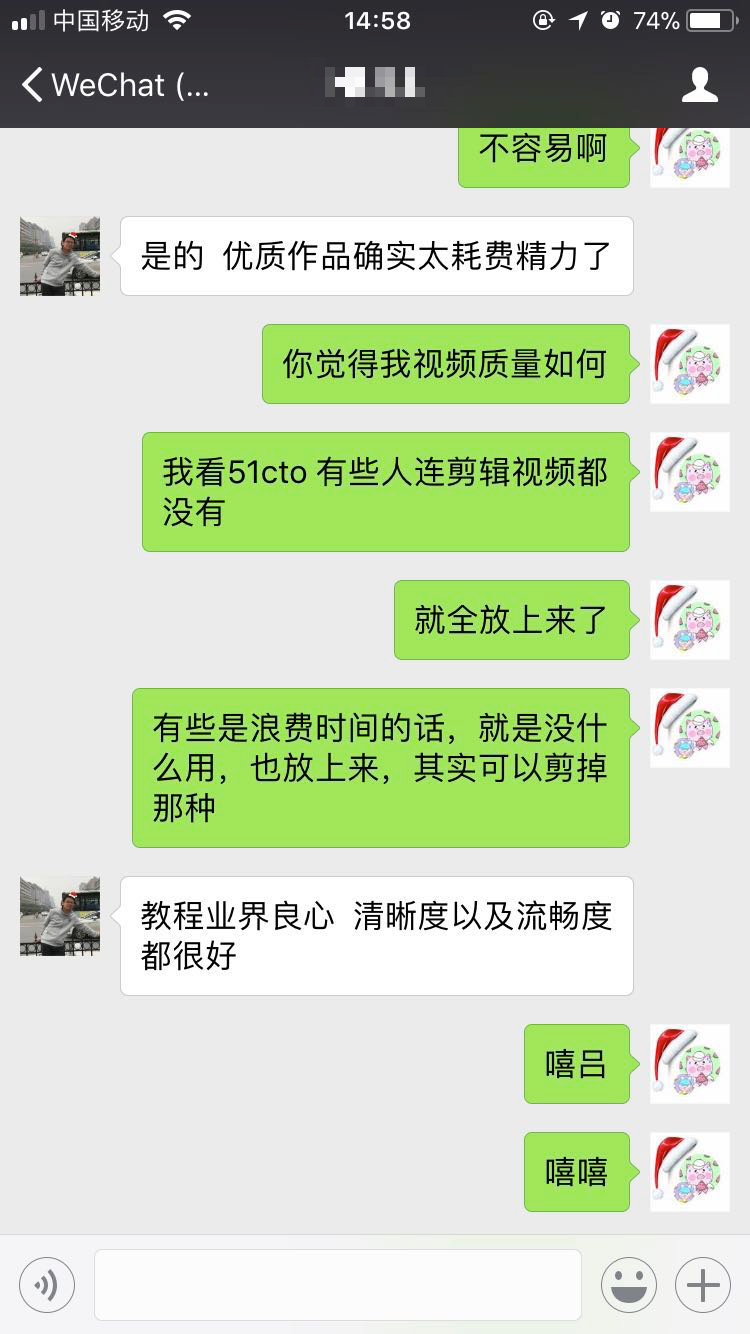 中国移动 14:58 74%
WeChat (...
不容易啊
是的 优质作品确实太耗费精力了
你觉得我视频质量如何
我看51cto 有些人连剪辑视频都
没有
就全放上来了
有些是浪费时间的话，就是没什
么用，也放上来，其实可以剪掉
那种
教程业界良心 清晰度以及流畅度
都很好
嘻吕
嘻嘻